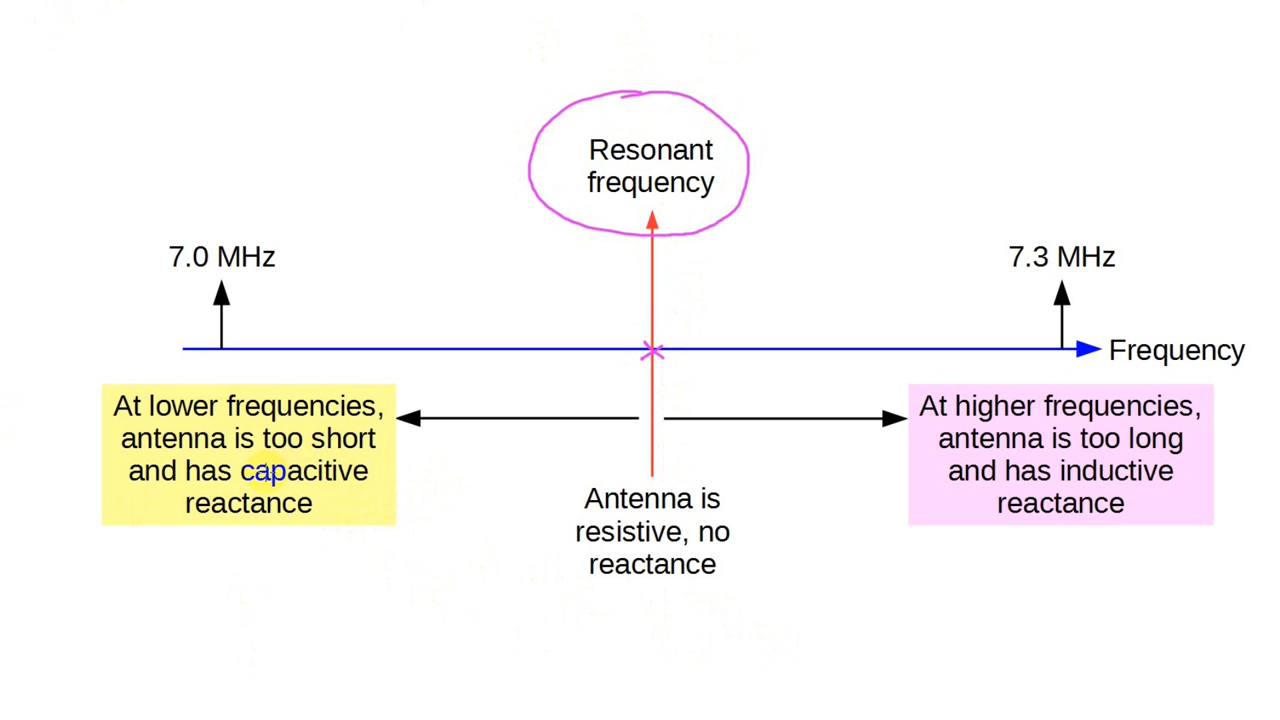 Resonant
frequency
7.0 MHz
7.3 MHz
Frequency
At lower frequencies,
antenna is too short
and has capacitive
reactance
At higher frequencies,
antenna is too long
and has inductive
reactance
Antenna is
resistive, no
reactance